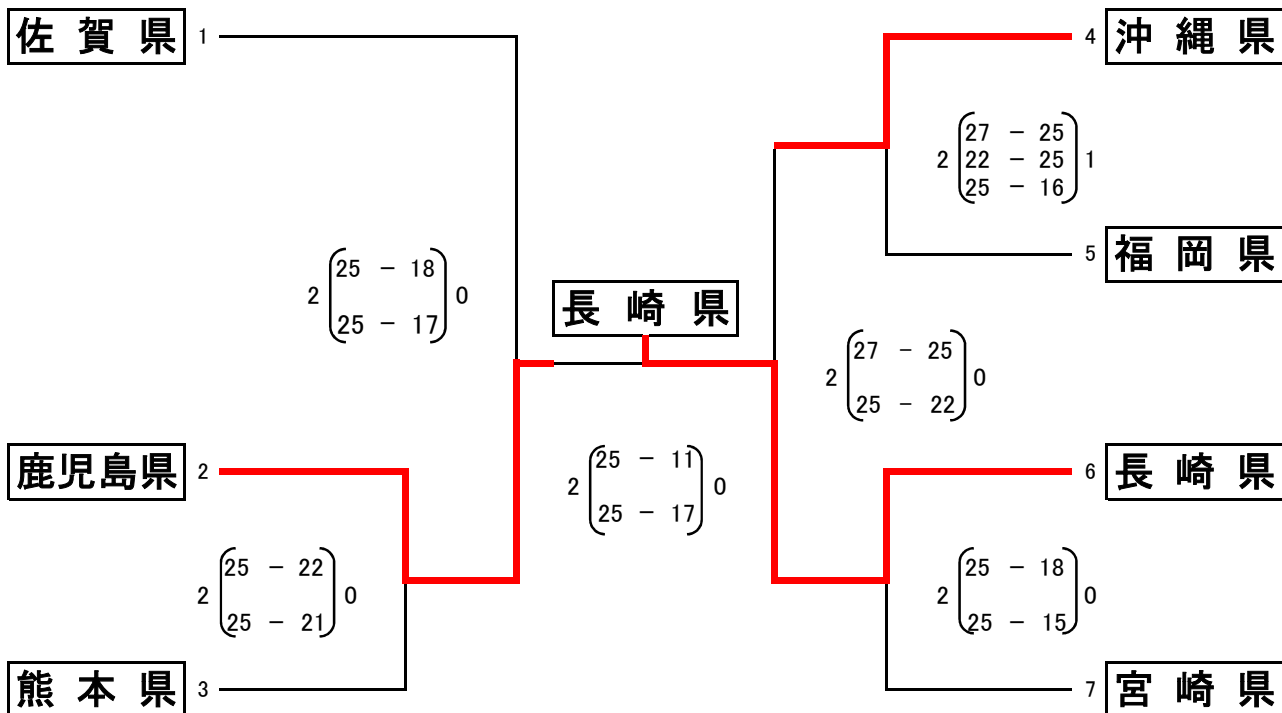 佐賀県 1
4 沖縄県
27 － 25
2 22 － 25 1
25 － 16
5 福岡県
25 － 18
2 0
25 － 17
長崎県
27 － 25
2 0
25 － 22
鹿児島県 2
6 長崎県
25 － 11
2 0
25 － 17
25 － 22
2 0
25 － 21
25 － 18
2 0
25 － 15
熊本県 3
7 宮崎県